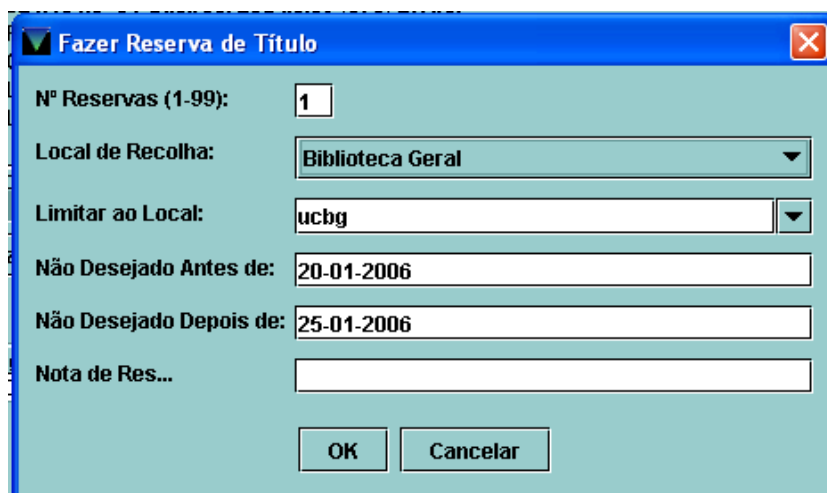 Fazer Reserva de Título
Nº Reservas (1-99): 1
Local de Recolha: Biblioteca Geral
Limitar ao Local: ucbg
Não Desejado Antes de: 20-01-2006
Não Desejado Depois de: 25-01-2006
Nota de Res...
OK Cancelar